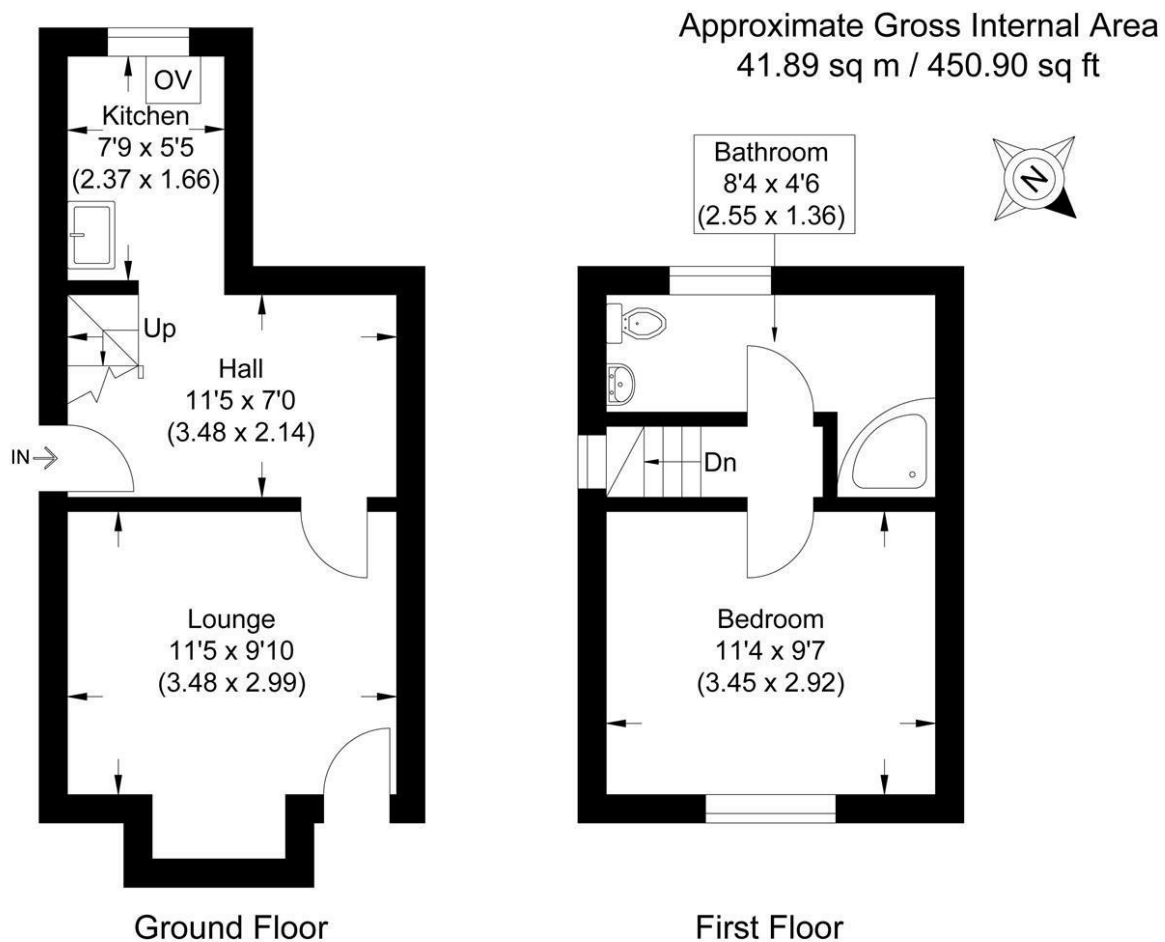 Approximate Gross Internal Area
41.89 sq m / 450.90 sq ft
OV
Kitchen
7'9 x 5'5
(2.37 x 1.66)
Up
Hall
11'5 x 7'0
(3.48 x 2.14)
IN
Lounge
11'5 x 9'10
(3.48 x 2.99)
Ground Floor
Bathroom
8'4 x 4'6
(2.55 x 1.36)
N
Dn
Bedroom
11'4 x 9'7
(3.45 x 2.92)
First Floor